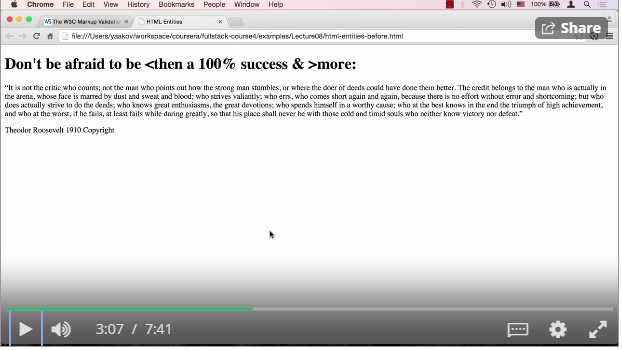 Chrome File Edit View History Bookmarks People Window Help 100%
The W3C Markup Validatio × HTML Entities ×
file:///Users/yaakov/workspace/coursera/fullstack-course4/examples/Lecture08/html-entities-before.html
Share
Don't be afraid to be <then a 100% success & >more:
“It is not the critic who counts; not the man who points out how the strong man stumbles, or where the doer of deeds could have done them better. The credit belongs to the man who is actually in
the arena, whose face is marred by dust and sweat and blood; who strives valiantly; who errs, who comes short again and again, because there is no effort without error and shortcoming; but who
does actually strive to do the deeds; who knows great enthusiasms, the great devotions; who spends himself in a worthy cause; who at the best knows in the end the triumph of high achievement,
and who at the worst, if he fails, at least fails while daring greatly, so that his place shall never be with those cold and timid souls who neither know victory nor defeat.”
Theodor Roosevelt 1910 Copyright
3:07 / 7:41